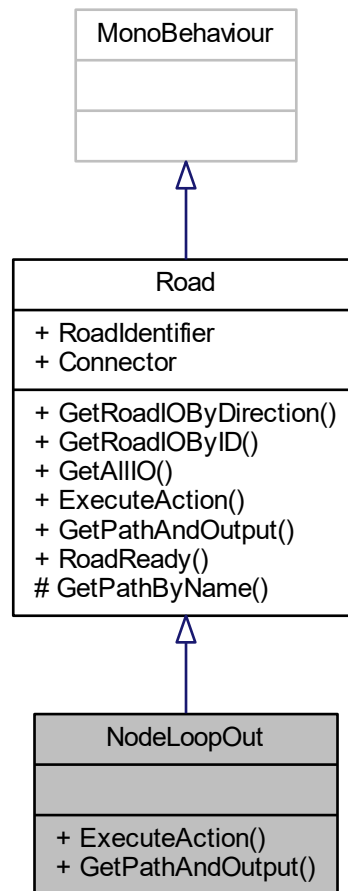 MonoBehaviour
Road
+ RoadIdentifier
+ Connector
+ GetRoadIOByDirection()
+ GetRoadIOByID()
+ GetAllIO()
+ ExecuteAction()
+ GetPathAndOutput()
+ RoadReady()
# GetPathByName()
NodeLoopOut
+ ExecuteAction()
+ GetPathAndOutput()